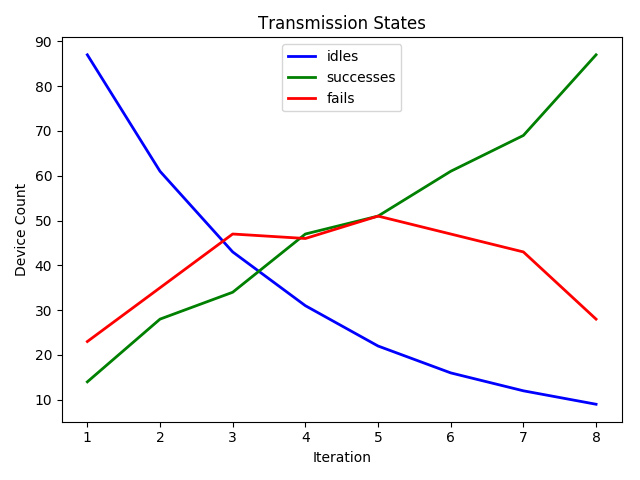 Transmission States
idles
successes
fails
Device Count
90
80
70
60
50
40
30
20
10
1 2 3 4 5 6 7 8
Iteration